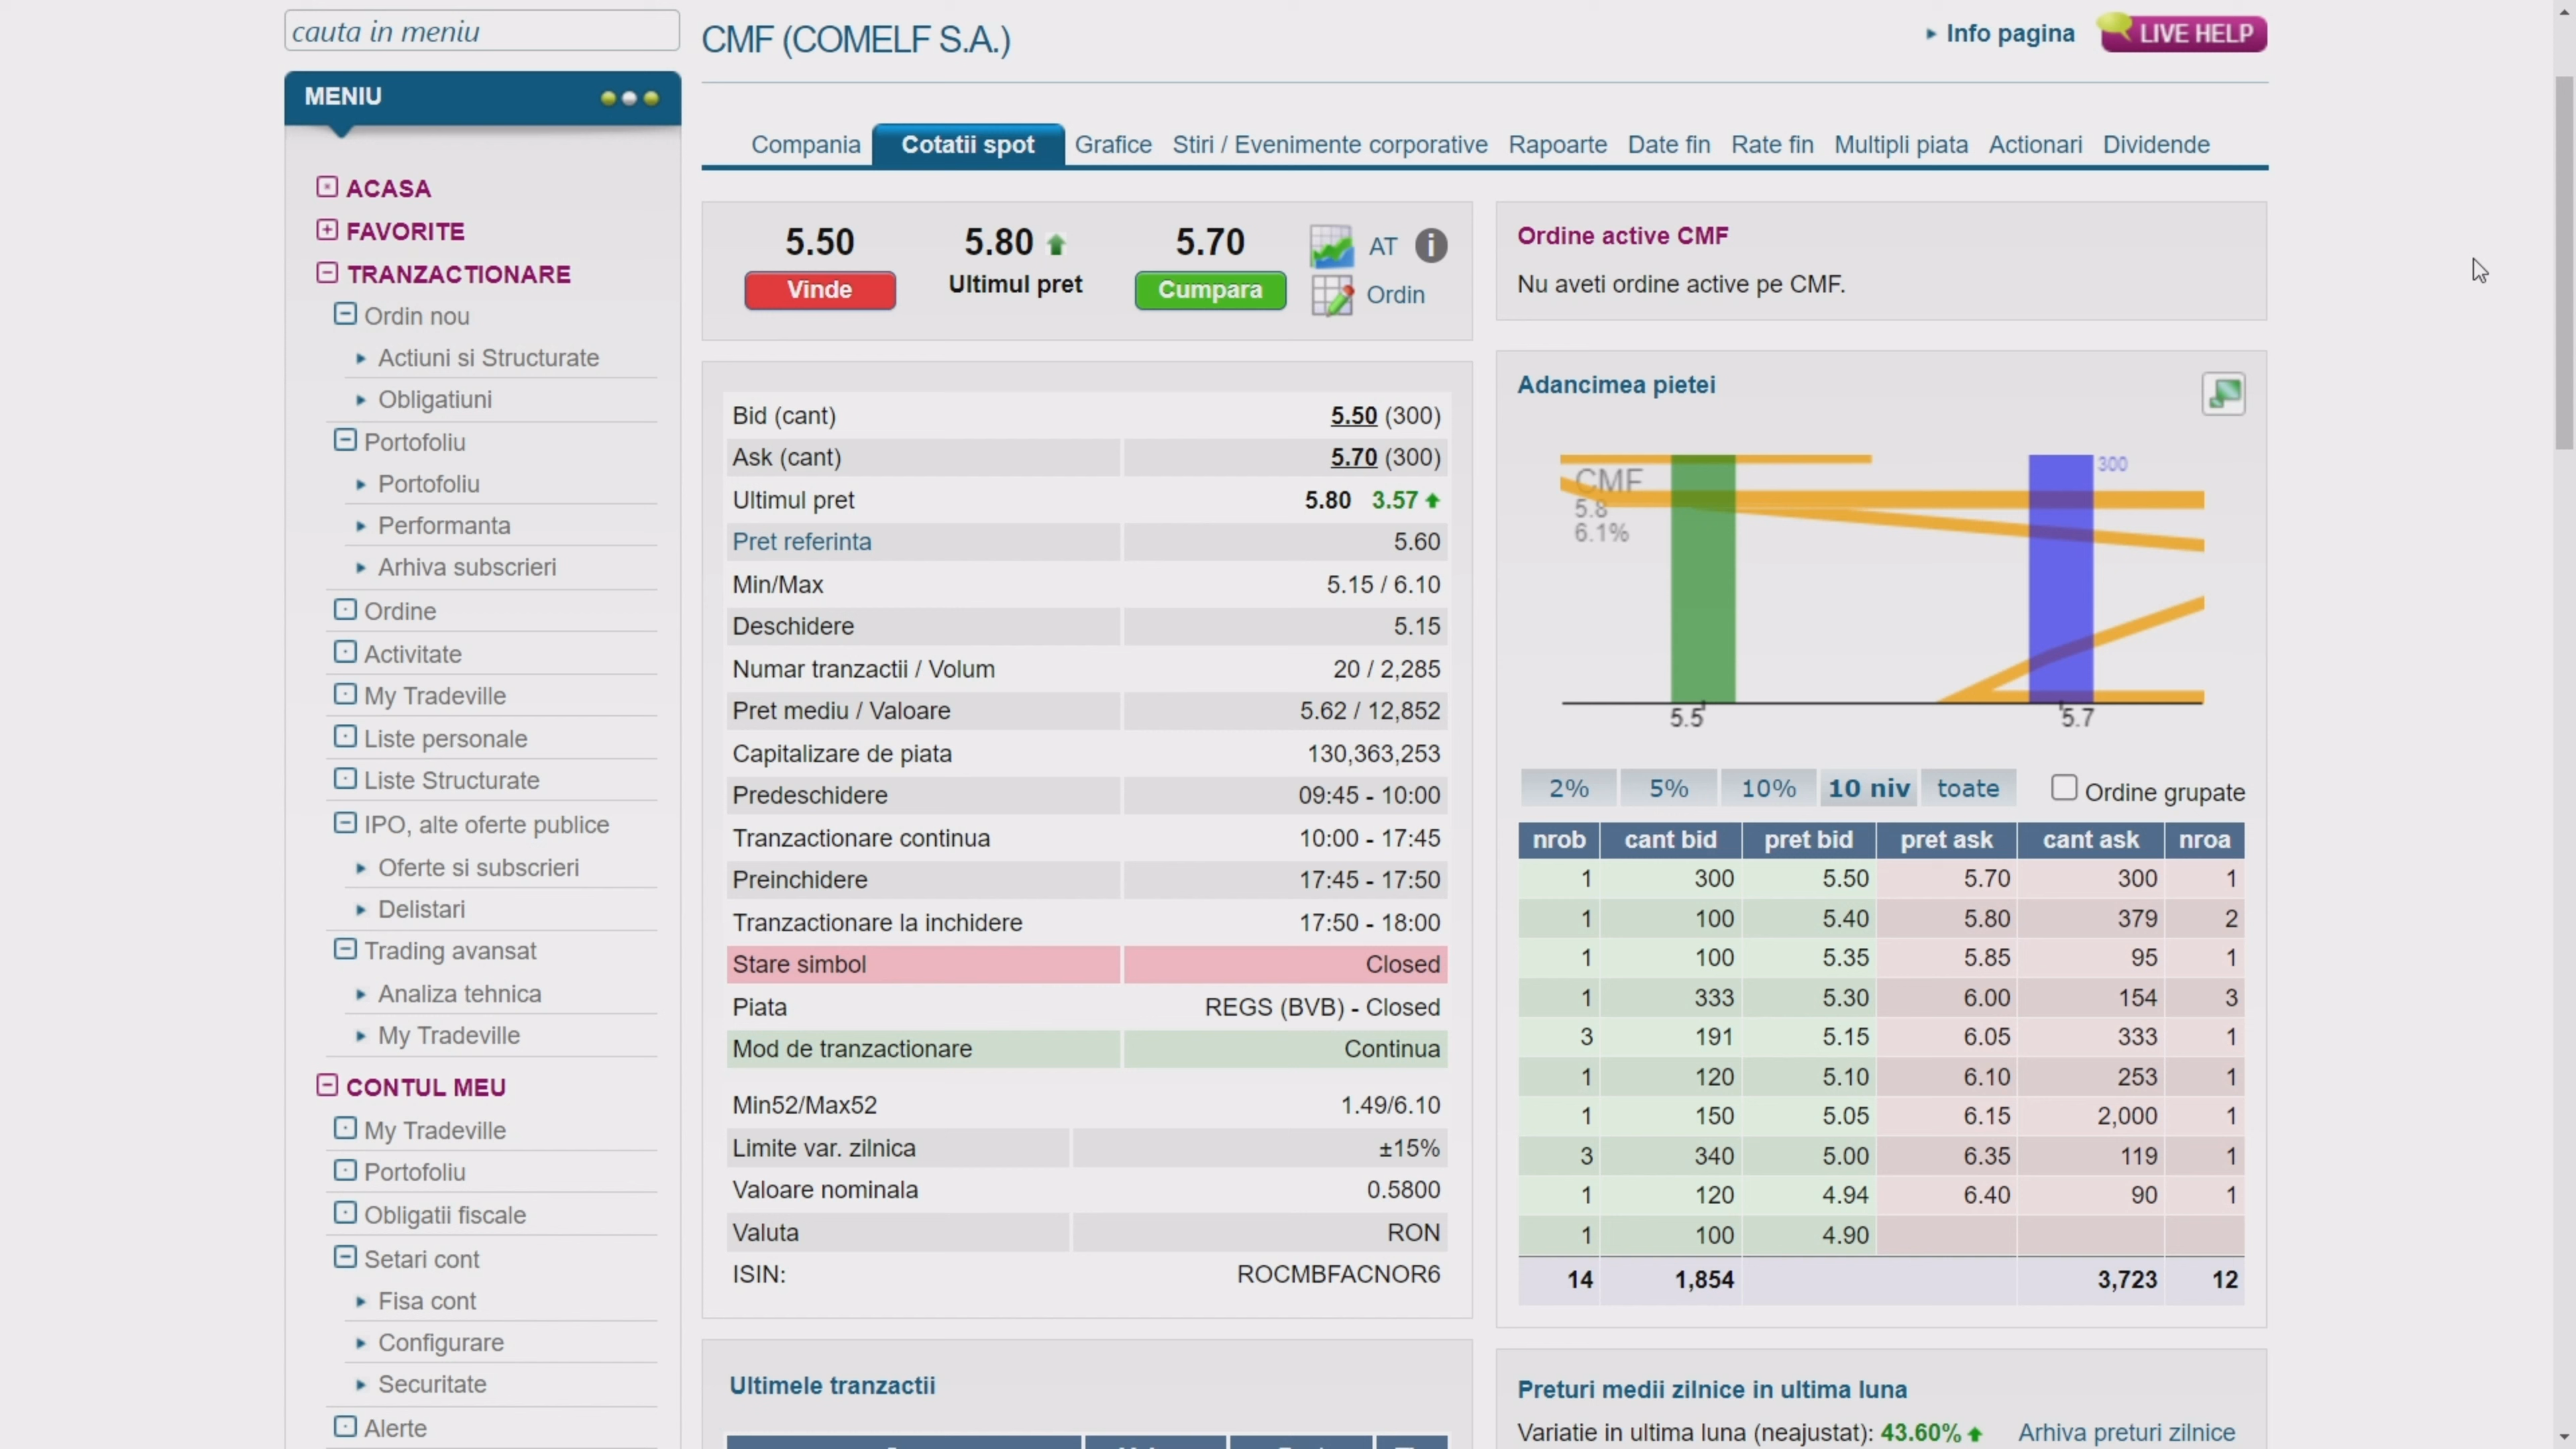 cauta in meniu
MENIU
ACASA
FAVORITE
TRANZACTIONARE
Ordin nou
Actiuni si Structurate
Obligatiuni
Portofoliu
Portofoliu
Performanta
Arhiva subscrieri
Ordine
Activitate
My Tradeville
Liste personale
Liste Structurate
IPO, alte oferte publice
Oferte si subscrieri
Delistari
Trading avansat
Analiza tehnica
My Tradeville
CONTUL MEU
My Tradeville
Portofoliu
Obligatii fiscale
Setari cont
Fisa cont
Configurare
Securitate
Alerte
CMF (COMELF S.A.)
Info pagina
LIVE HELP
Compania Cotatii spot Grafice Stiri / Evenimente corporative Rapoarte Date fin Rate fin Multipli piata Actionari Dividende
5.50 5.80 5.70 AT i
Vinde Ultimul pret Cumpara Ordin
Bid (cant) 5.50 (300)
Ask (cant) 5.70 (300)
Ultimul pret 5.80 3.57
Pret referinta 5.60
Min/Max 5.15 / 6.10
Deschidere 5.15
Numar tranzactii / Volum 20 / 2,285
Pret mediu / Valoare 5.62 / 12,852
Capitalizare de piata 130,363,253
Predeschidere 09:45 - 10:00
Tranzactionare continua 10:00 - 17:45
Preinchidere 17:45 - 17:50
Tranzactionare la inchidere 17:50 - 18:00
Stare simbol Closed
Piata REGS (BVB) - Closed
Mod de tranzactionare Continua
Min52/Max52 1.49/6.10
Limite var. zilnica ±15%
Valoare nominala 0.5800
Valuta RON
ISIN: ROCMBFACNOR6
Ultimele tranzactii
Ordine active CMF
Nu aveti ordine active pe CMF.
Adancimea pietei
CMF
5.8
6.1%
300
5.5 5.7
2% 5% 10% 10 niv toate Ordine grupate
nrob cant bid pret bid pret ask cant ask nroa
1 300 5.50 5.70 300 1
1 100 5.40 5.80 379 2
1 100 5.35 5.85 95 1
1 333 5.30 6.00 154 3
3 191 5.15 6.05 333 1
1 120 5.10 6.10 253 1
1 150 5.05 6.15 2,000 1
3 340 5.00 6.35 119 1
1 120 4.94 6.40 90 1
1 100 4.90
14 1,854 3,723 12
Preturi medii zilnice in ultima luna
Variatie in ultima luna (neajustat): 43.60% Arhiva preturi zilnice